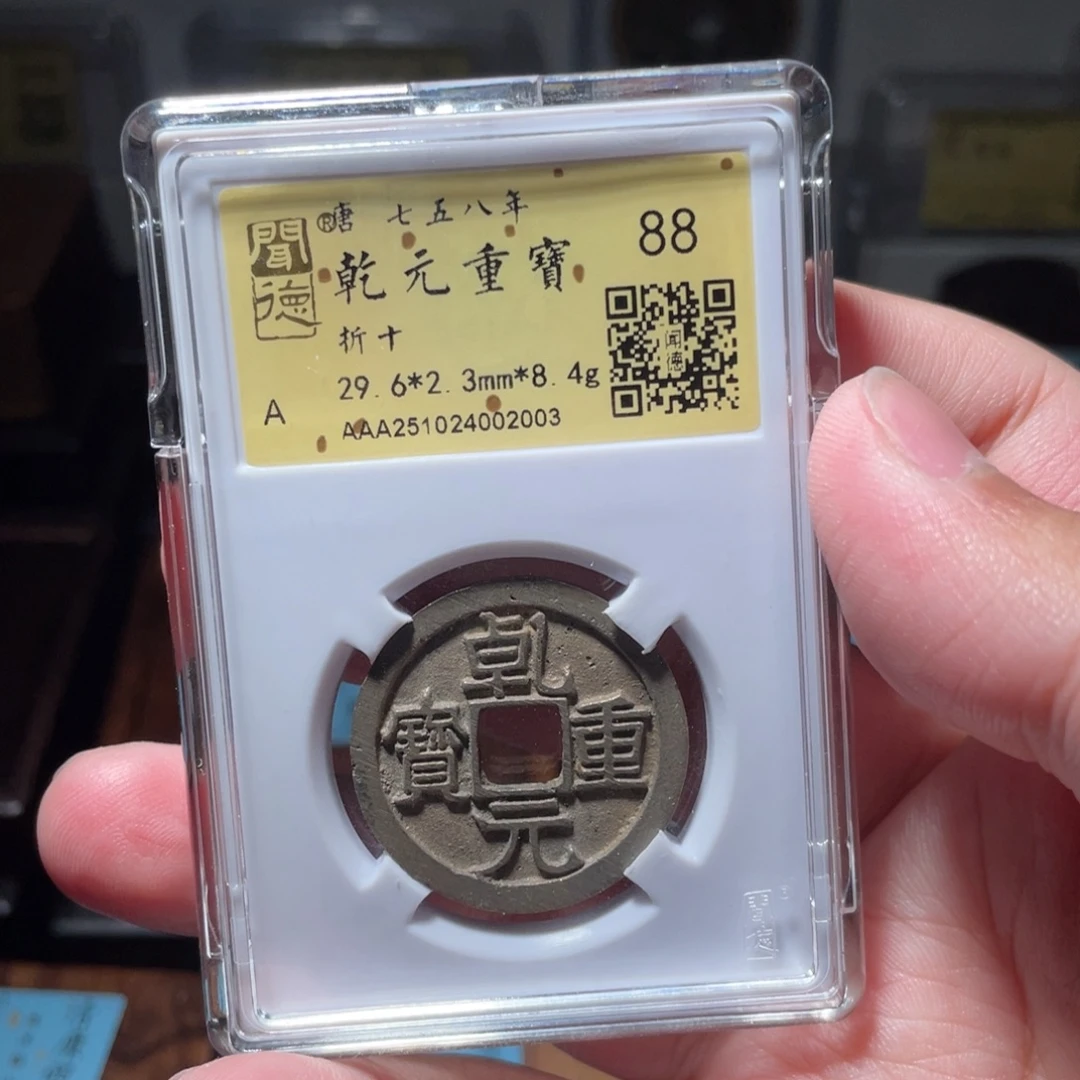 聞德®
唐 七五八年
88
乾元重寶
折十
闻德
29.6*2.3mm*8.4g
A
AAA251024002003
乾元重寶